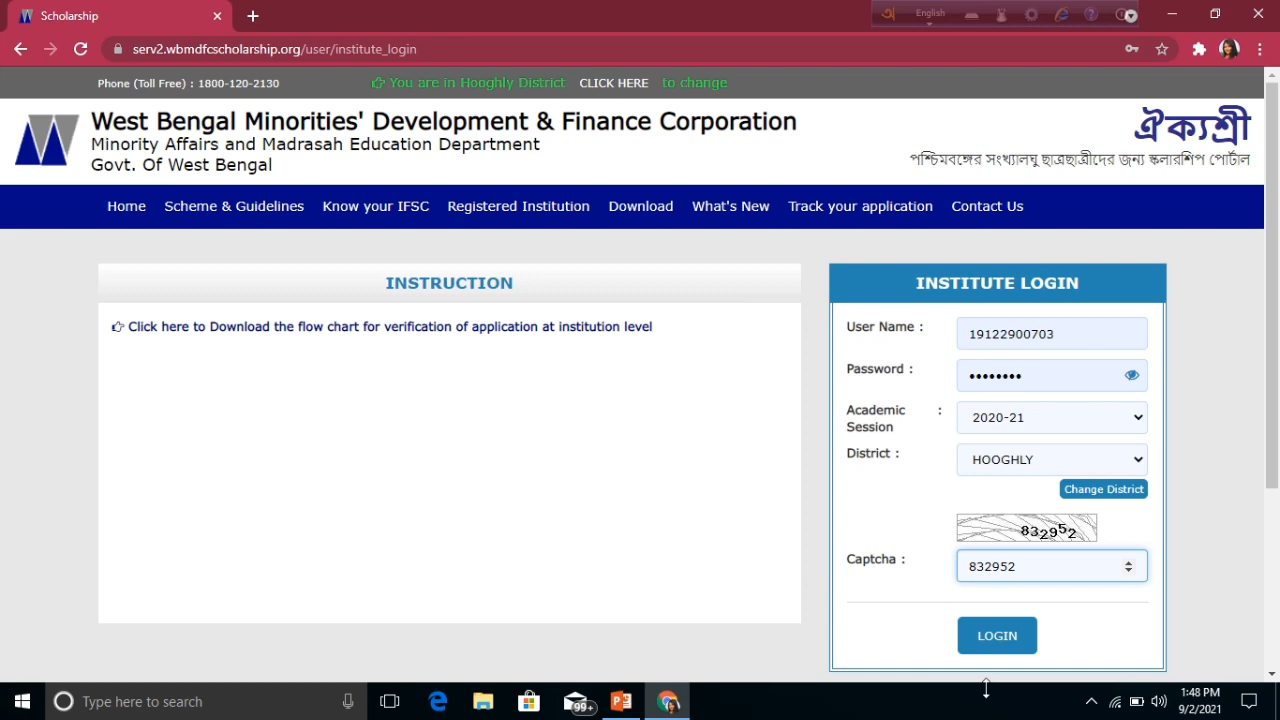 Scholarship
English
serv2.wbmdfcscholarship.org/user/institute_login
Phone (Toll Free) : 1800-120-2130
You are in Hooghly District CLICK HERE to change
West Bengal Minorities' Development & Finance Corporation
Minority Affairs and Madrasah Education Department
Govt. Of West Bengal
ঐক্যশ্রী
পশ্চিমবঙ্গের সংখ্যালঘু ছাত্রছাত্রীদের জন্য স্কলারশিপ পোর্টাল
Home Scheme & Guidelines Know your IFSC Registered Institution Download What's New Track your application Contact Us
INSTRUCTION
Click here to Download the flow chart for verification of application at institution level
INSTITUTE LOGIN
User Name : 19122900703
Password : ••••••••
Academic Session : 2020-21
District : HOOGHLY
Change District
832952
Captcha : 832952
LOGIN
Type here to search
99+
1:48 PM
9/2/2021